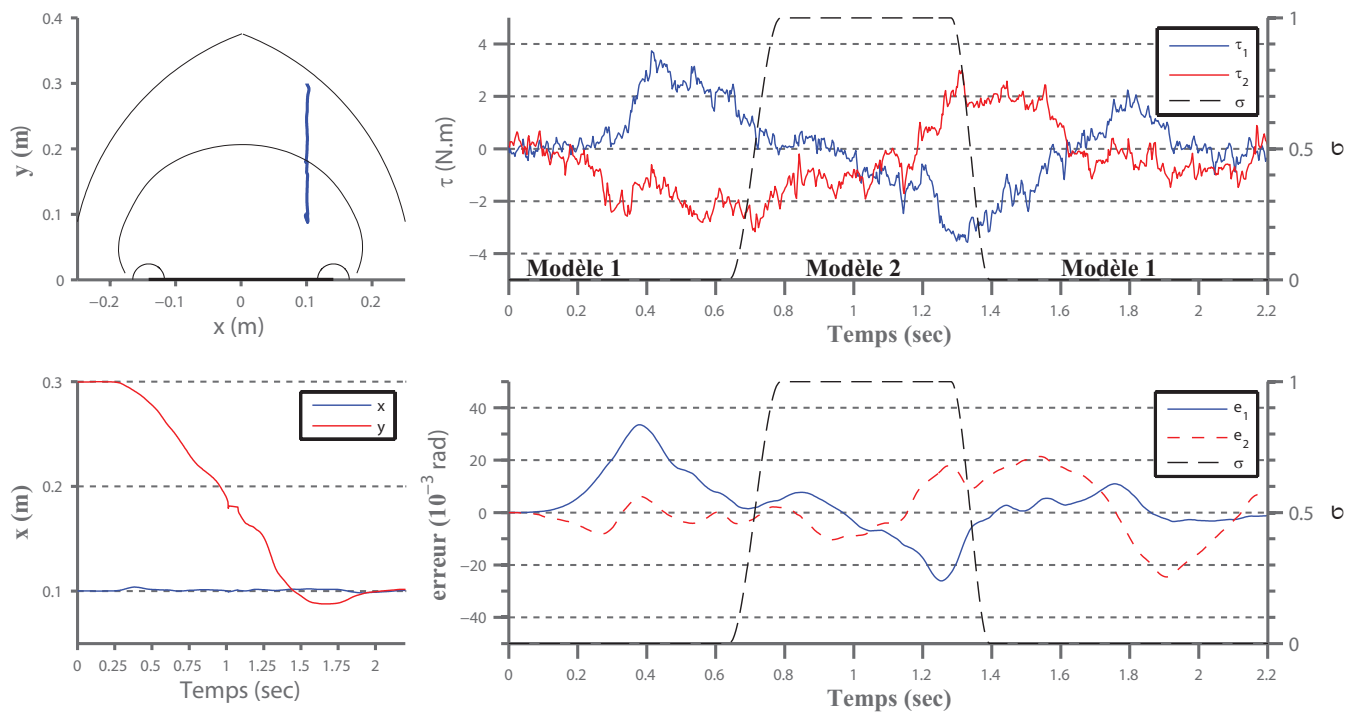 0.4
0.3
0.2
0.1
0
y (m)
−0.2
−0.1
0
0.1
0.2
x (m)
4
2
0
−2
−4
τ (N.m)
1
0.5
0
σ
τ1
τ2
σ
Modèle 1
Modèle 2
Modèle 1
0
0.2
0.4
0.6
0.8
1
1.2
1.4
1.6
1.8
2
2.2
Temps (sec)
0.3
0.2
0.1
x (m)
x
y
0
0.25
0.5
0.75
1
1.25
1.5
1.75
2
Temps (sec)
40
20
0
−20
−40
erreur (10−3 rad)
1
0.5
0
σ
e1
e2
σ
0
0.2
0.4
0.6
0.8
1
1.2
1.4
1.6
1.8
2
2.2
Temps (sec)